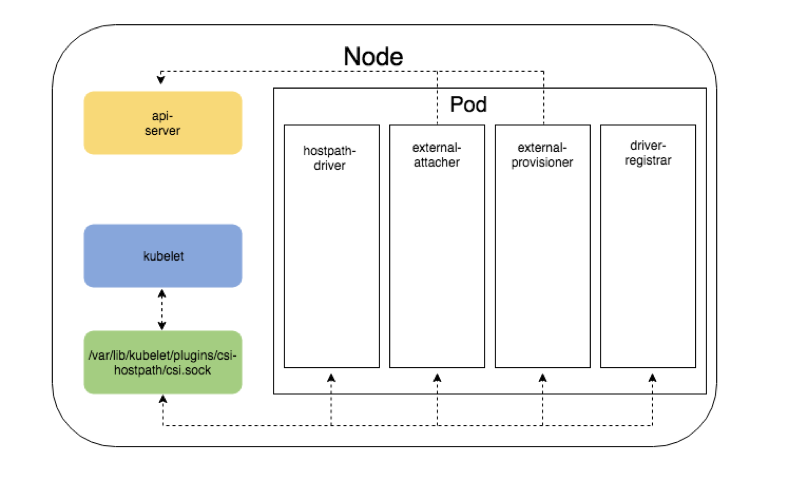 Node
api-
server
Pod
hostpath-
driver
external-
attacher
external-
provisioner
driver-
registrar
kubelet
/var/lib/kubelet/plugins/csi-
hostpath/csi.sock